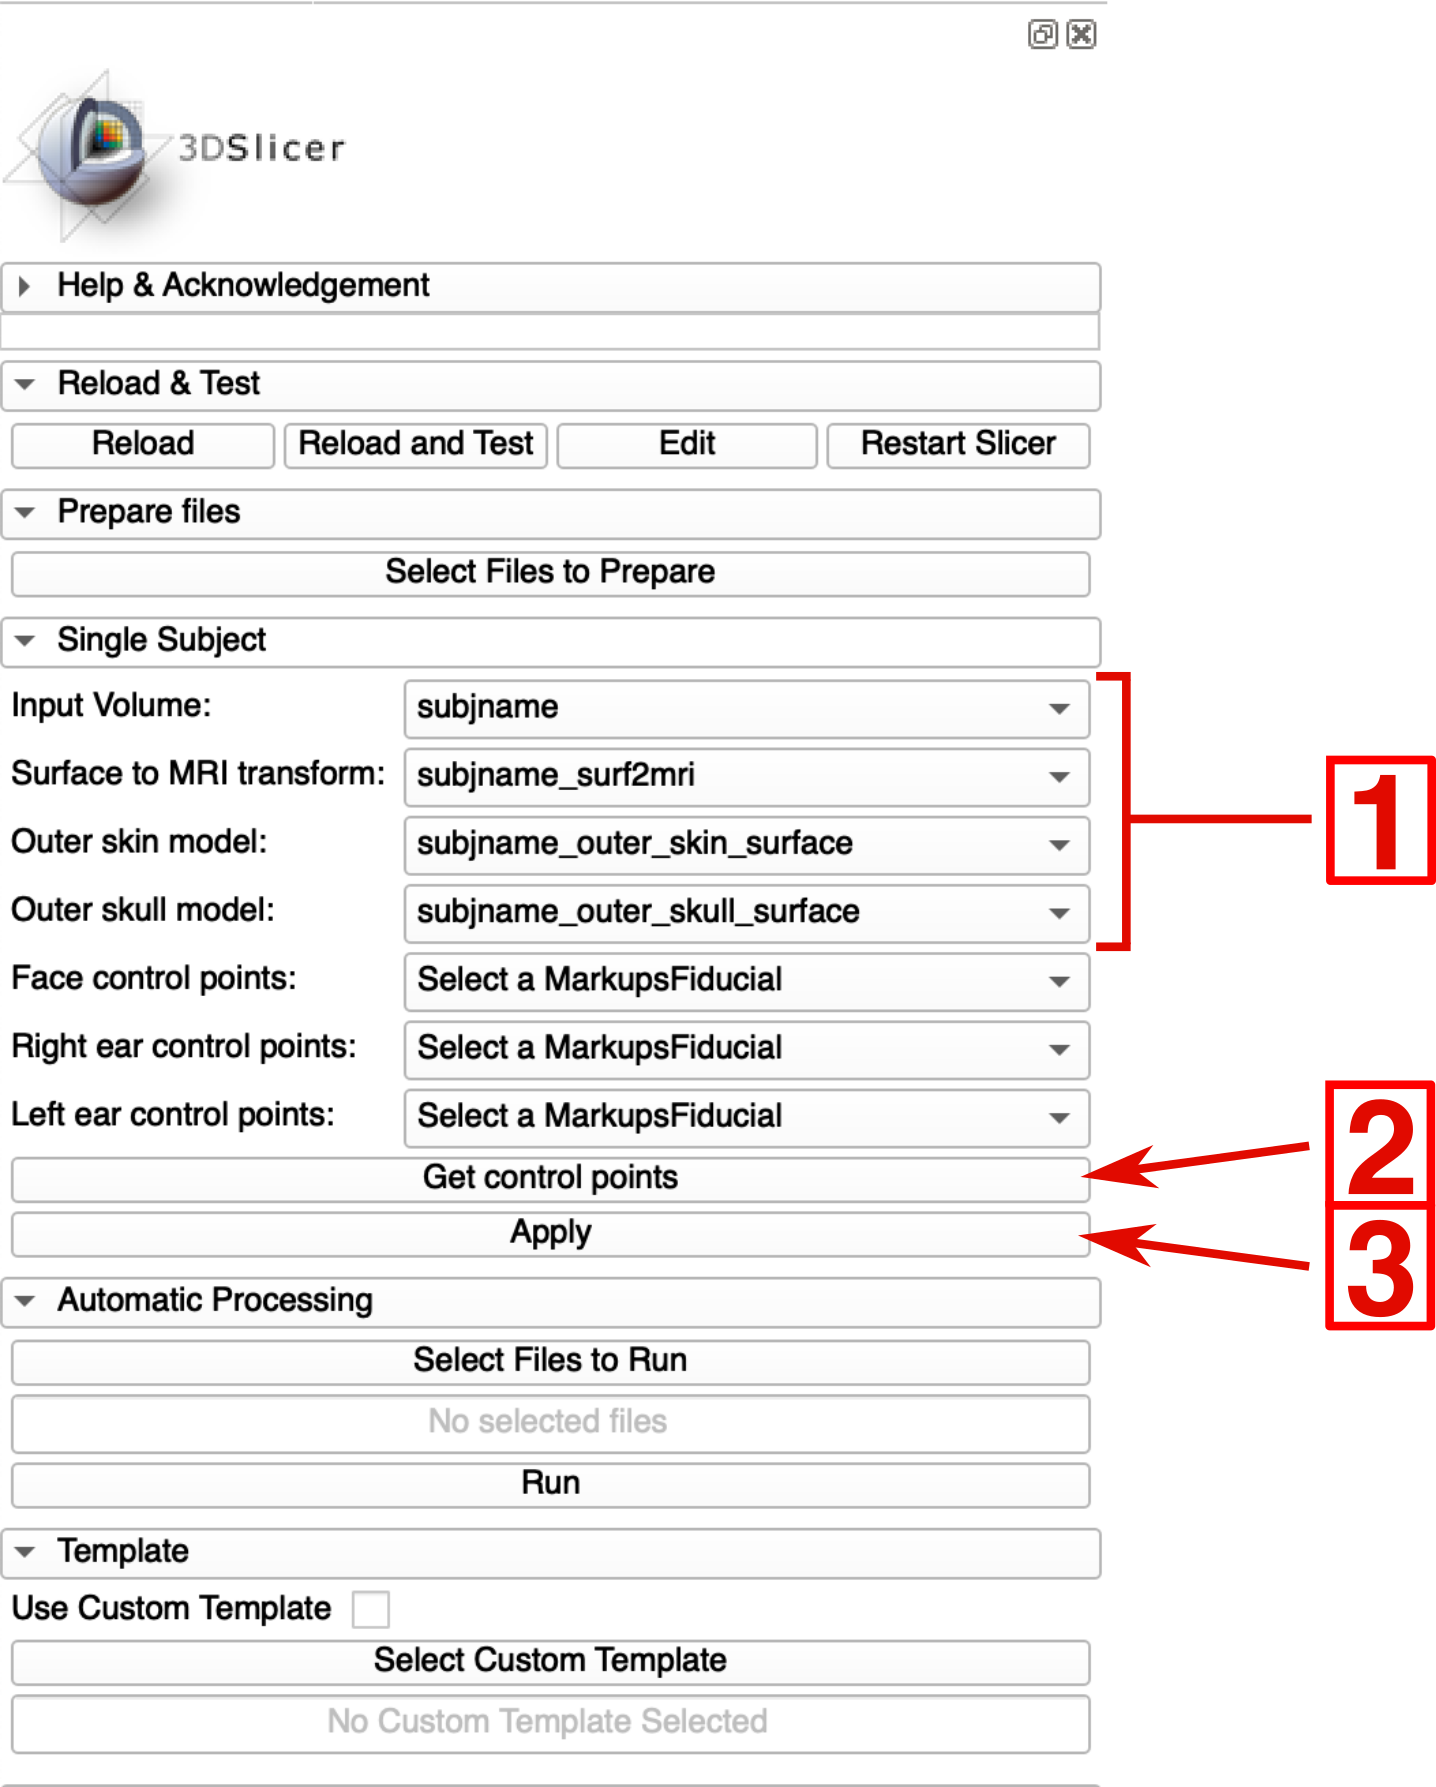 3DSlicer
Help & Acknowledgement
Reload & Test
Reload Reload and Test Edit Restart Slicer
Prepare files
Select Files to Prepare
Single Subject
Input Volume: subjname
Surface to MRI transform: subjname_surf2mri
Outer skin model: subjname_outer_skin_surface
1
Outer skull model: subjname_outer_skull_surface
Face control points: Select a MarkupsFiducial
Right ear control points: Select a MarkupsFiducial
Left ear control points: Select a MarkupsFiducial
2
Get control points
Apply
3
Automatic Processing
Select Files to Run
No selected files
Run
Template
Use Custom Template
Select Custom Template
No Custom Template Selected